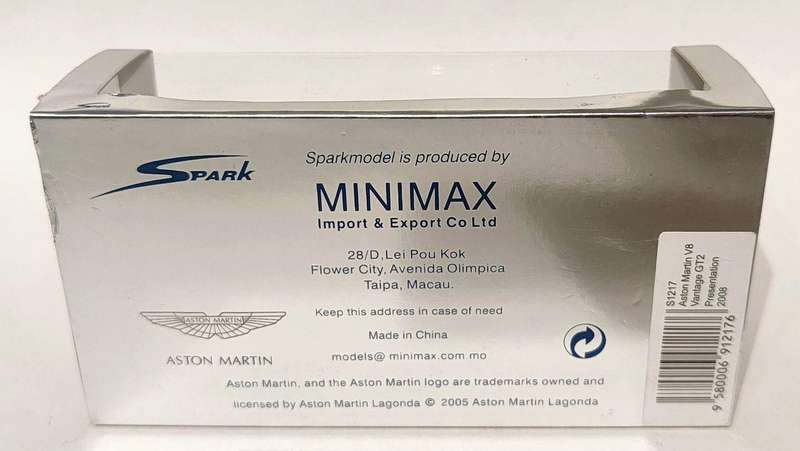 SPARK
Sparkmodel is produced by
MINIMAX
Import & Export Co Ltd
28/D, Lei Pou Kok
Flower City, Avenida Olimpica
Taipa, Macau.
Keep this address in case of need
Made in China
models@ minimax.com.mo
ASTON MARTIN
ASTON MARTIN
Aston Martin, and the Aston Martin logo are trademarks owned and
licensed by Aston Martin Lagonda © 2005 Aston Martin Lagonda
S1217
Aston Martin V8
Vantage GT2
Presentation
2008
9 580006 912176